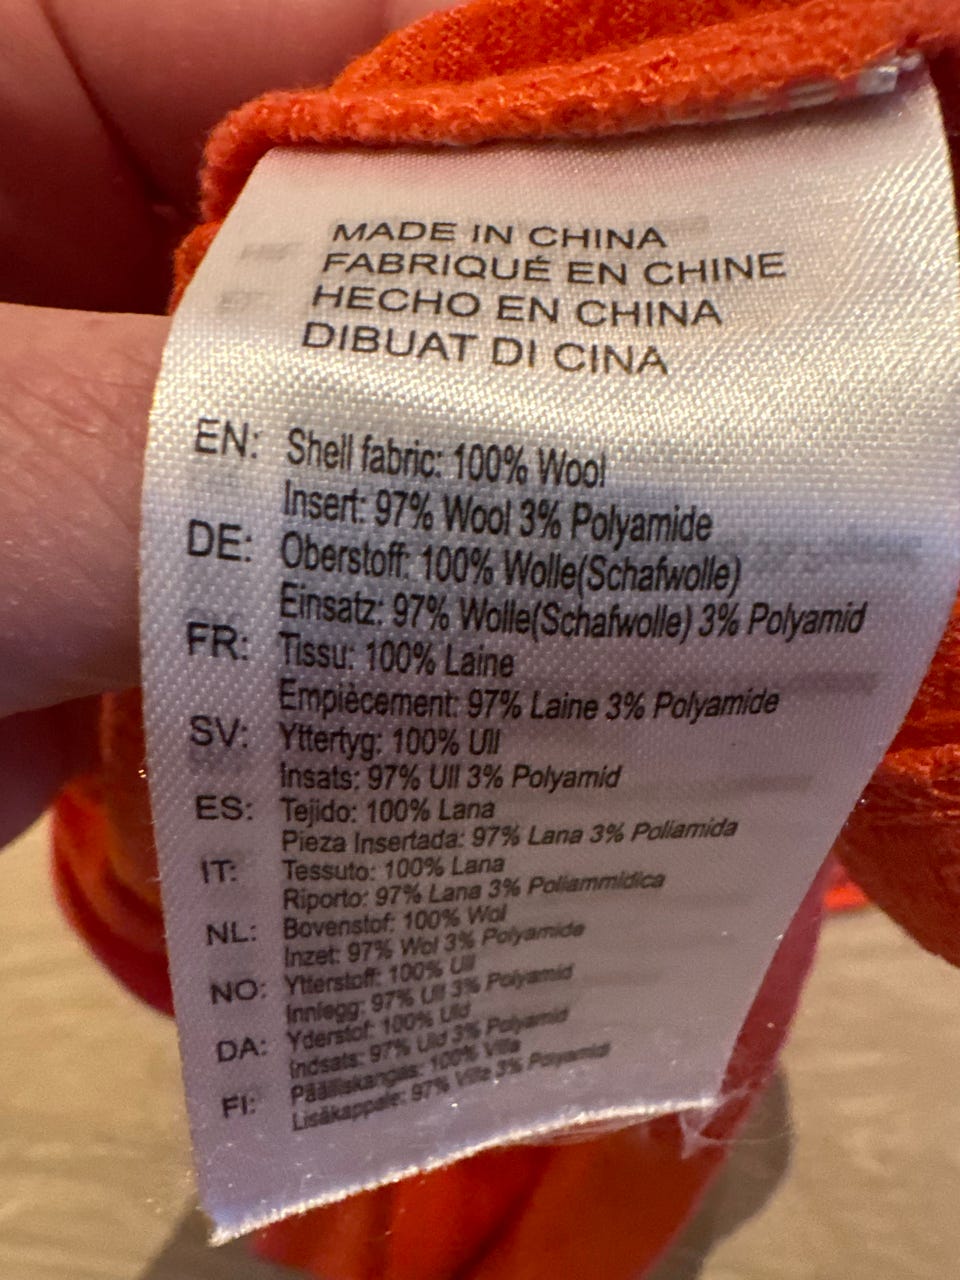 MADE IN CHINA
FABRIQUÉ EN CHINE
HECHO EN CHINA
DIBUAT DI CINA
EN: Shell fabric: 100% Wool
Insert: 97% Wool 3% Polyamide
DE: Oberstoff: 100% Wolle(Schafwolle)
Einsatz: 97% Wolle(Schafwolle) 3% Polyamid
FR: Tissu: 100% Laine
Empiècement: 97% Laine 3% Polyamide
SV: Yttertyg: 100% Ull
Insats: 97% Ull 3% Polyamid
ES: Tejido: 100% Lana
Pieza Insertada: 97% Lana 3% Poliamida
IT: Tessuto: 100% Lana
Riporto: 97% Lana 3% Poliammidica
NL: Bovenstof: 100% Wol
Inzet: 97% Wol 3% Polyamide
NO: Ytterstoff: 100% Ull
Innlegg: 97% Ull 3% Polyamid
DA: Yderstof: 100% Uld
Indsats: 97% Uld 3% Polyamid
FI: Päälliskangas: 100% Villa
Lisäkappale: 97% Villa 3% Polyamidi